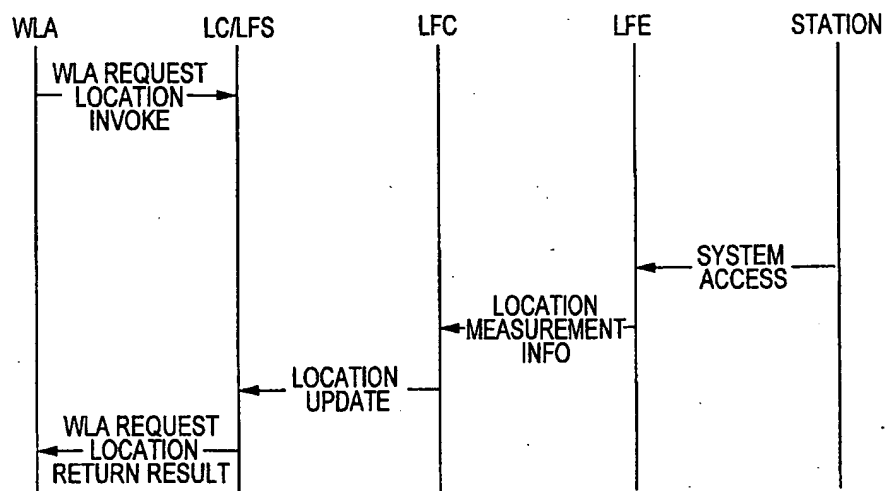 WLA
LC/LFS
LFC
LFE
STATION
WLA REQUEST
LOCATION
INVOKE
SYSTEM
ACCESS
LOCATION
MEASUREMENT
INFO
LOCATION
UPDATE
WLA REQUEST
LOCATION
RETURN RESULT